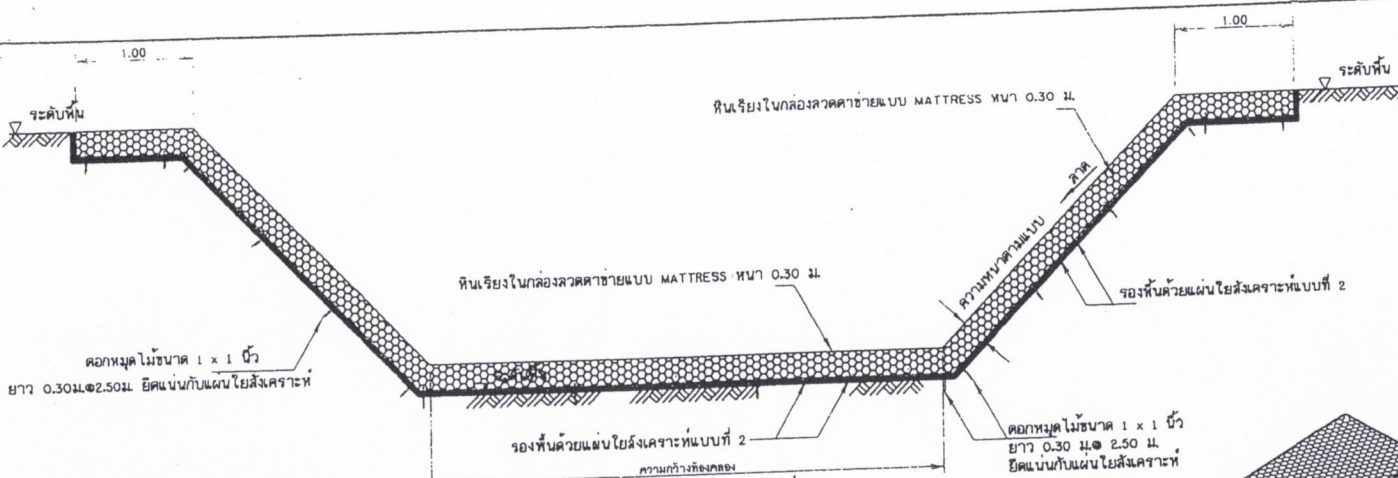 1.00
1.00
ระดับพื้น
ระดับพื้น
หินเรียงในกล่องลวดตาข่ายแบบ MATTRESS หนา 0.30 ม.
ลาด
ความหนาตามแบบ
หินเรียงในกล่องลวดตาข่ายแบบ MATTRESS หนา 0.30 ม.
รองพื้นด้วยแผ่นใยสังเคราะห์แบบที่ 2
ตอกหมุดไม้ขนาด 1 x 1 นิ้ว
ยาว 0.30ม.@2.50ม. ยึดแน่นกับแผ่นใยสังเคราะห์
ระดับพื้น
รองพื้นด้วยแผ่นใยสังเคราะห์แบบที่ 2
ตอกหมุดไม้ขนาด 1 x 1 นิ้ว
ยาว 0.30 ม.@ 2.50 ม.
ยึดแน่นกับแผ่นใยสังเคราะห์
ความกว้างท้องคลอง